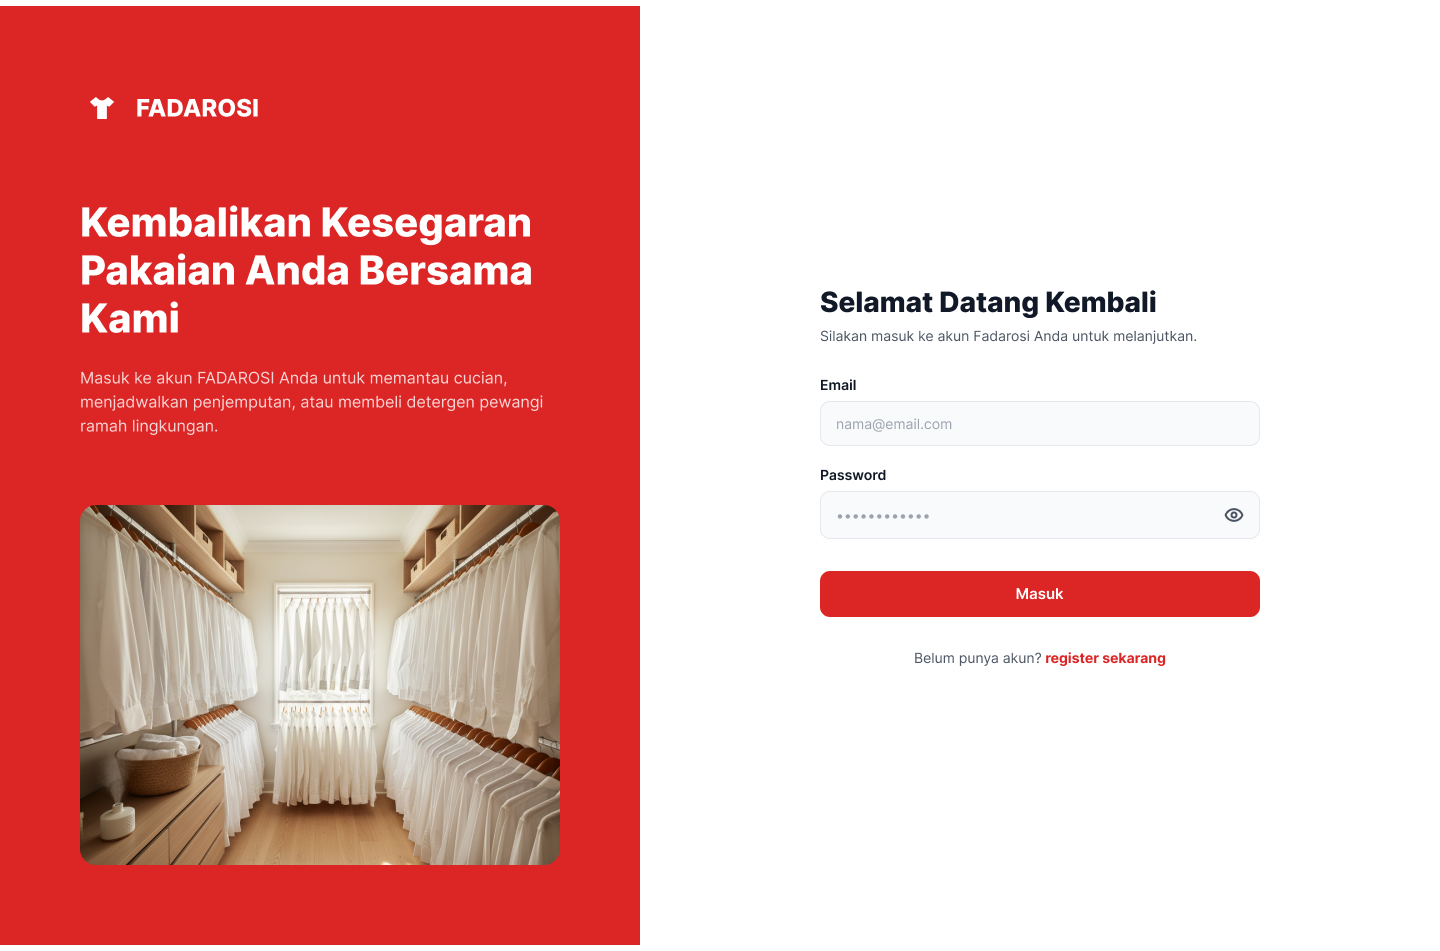 FADAROSI
Kembalikan Kesegaran
Pakaian Anda Bersama
Kami
Masuk ke akun FADAROSI Anda untuk memantau cucian,
menjadwalkan penjemputan, atau membeli detergen pewangi
ramah lingkungan.
Selamat Datang Kembali
Silakan masuk ke akun Fadarosi Anda untuk melanjutkan.
Email
nama@email.com
Password
••••••••••••
Masuk
Belum punya akun? register sekarang